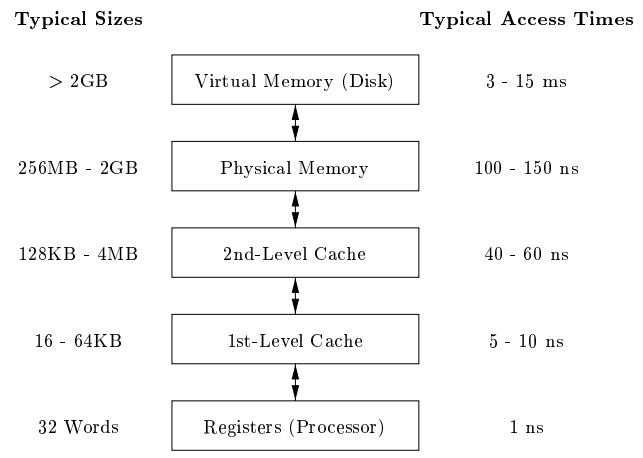 Typical Sizes Typical Access Times
> 2GB Virtual Memory (Disk) 3 - 15 ms
256MB - 2GB Physical Memory 100 - 150 ns
128KB - 4MB 2nd-Level Cache 40 - 60 ns
16 - 64KB 1st-Level Cache 5 - 10 ns
32 Words Registers (Processor) 1 ns